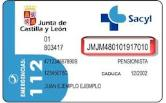 Junta de
Castilla y León
Sacyl
01
803417
JMJM480101917010
EMERGENCIAS
112
PENSIONISTA
CADUCA 12/2002
JUAN EJEMPLO EJEMPLO